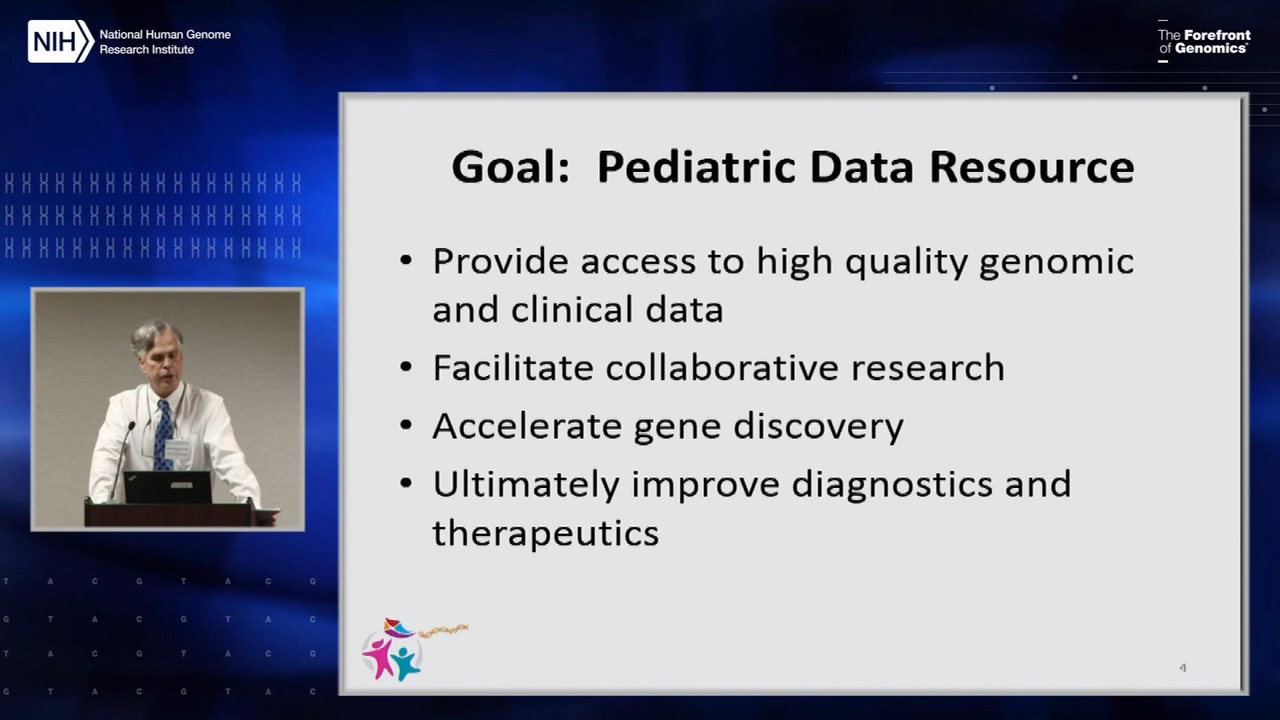 NIH
National Human Genome
Research Institute
The Forefront
of Genomics®
Goal: Pediatric Data Resource
• Provide access to high quality genomic
and clinical data
• Facilitate collaborative research
• Accelerate gene discovery
• Ultimately improve diagnostics and
therapeutics
4
T A C G T A C G
G T A C G T A C
T A C G T A C G
G T A C G T A C